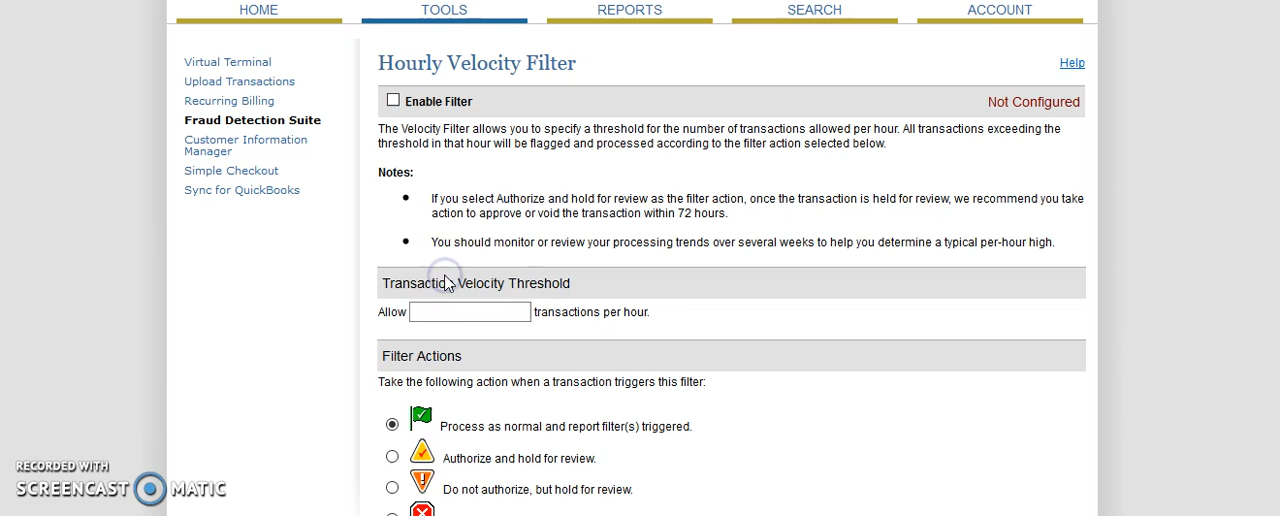 HOME TOOLS REPORTS SEARCH ACCOUNT
Virtual Terminal
Upload Transactions
Recurring Billing
Fraud Detection Suite
Customer Information
Manager
Simple Checkout
Sync for QuickBooks
Hourly Velocity Filter Help
Enable Filter Not Configured
The Velocity Filter allows you to specify a threshold for the number of transactions allowed per hour. All transactions exceeding the
threshold in that hour will be flagged and processed according to the filter action selected below.
Notes:
• If you select Authorize and hold for review as the filter action, once the transaction is held for review, we recommend you take
action to approve or void the transaction within 72 hours.
• You should monitor or review your processing trends over several weeks to help you determine a typical per-hour high.
Transaction Velocity Threshold
Allow transactions per hour.
Filter Actions
Take the following action when a transaction triggers this filter:
Process as normal and report filter(s) triggered.
Authorize and hold for review.
Do not authorize, but hold for review.
RECORDED WITH
SCREENCAST MATIC